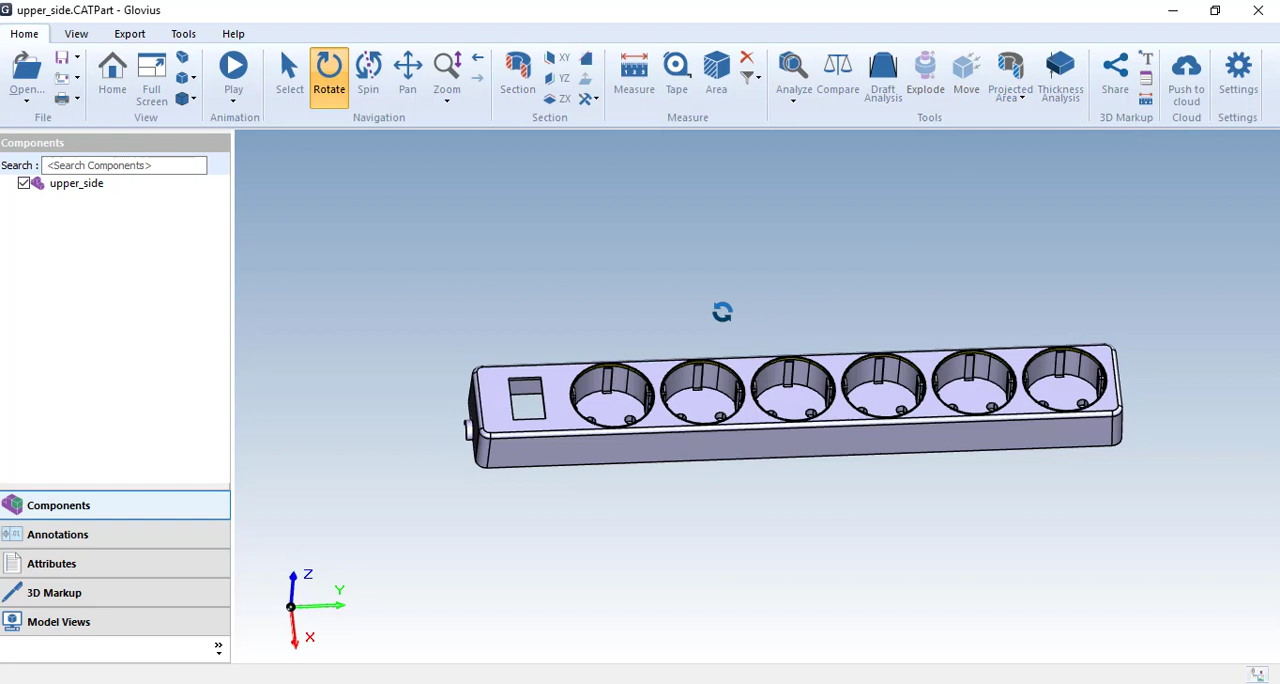 upper_side.CATPart - Glovius
Home View Export Tools Help
Open... Home Full Screen Play Select Rotate Spin Pan Zoom Section XY YZ ZX Measure Tape Area Analyze Compare Draft Analysis Explode Move Projected Area Thickness Analysis Share Push to cloud Settings
File View Animation Navigation Section Measure Tools 3D Markup Cloud Settings
Components
Search : <Search Components>
upper_side
Components
Annotations
Attributes
3D Markup
Model Views
»
Z
Y
X